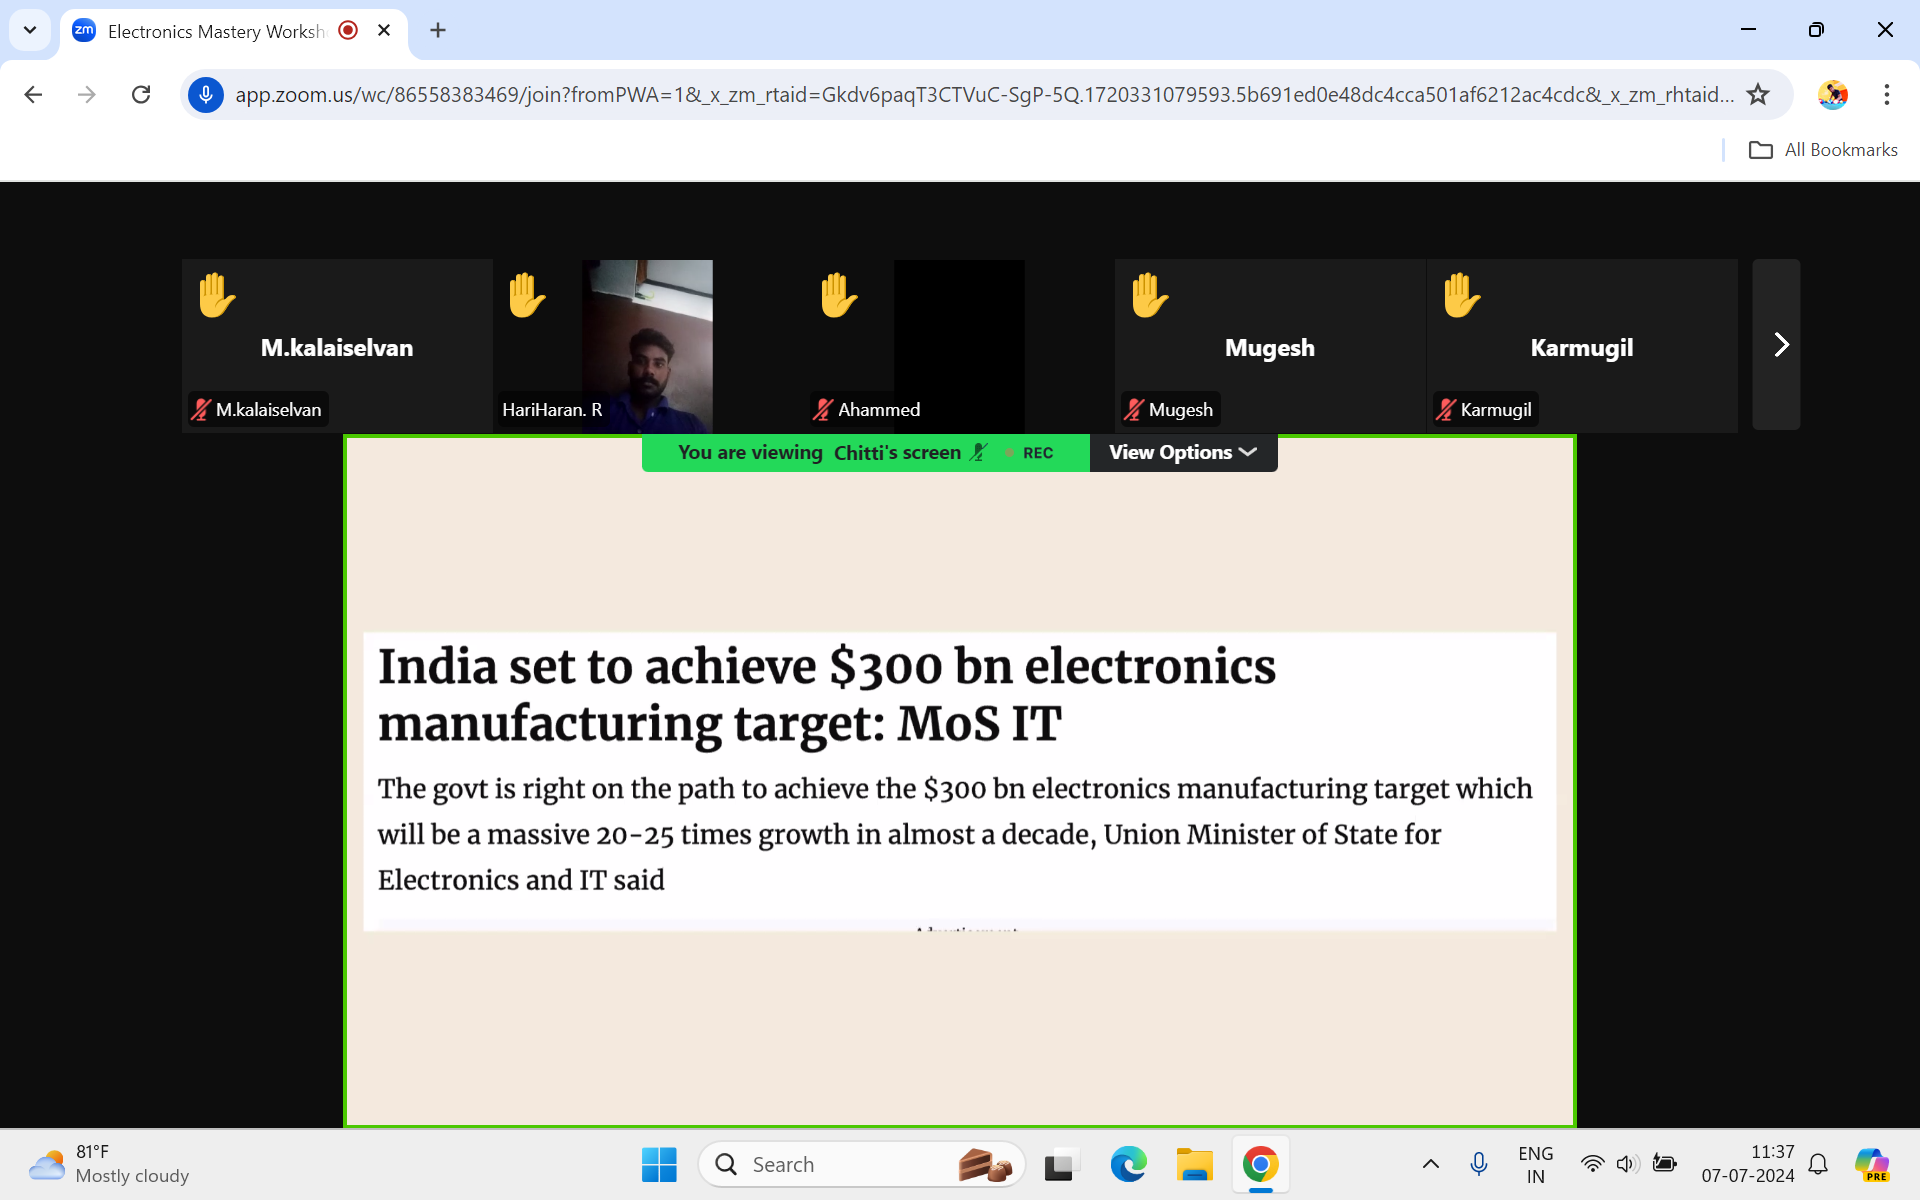 zm Electronics Mastery Worksh
app.zoom.us/wc/86558383469/join?fromPWA=1&_x_zm_rtaid=Gkdv6paqT3CTVuC-SgP-5Q.1720331079593.5b691ed0e48dc4cca501af6212ac4cdc&_x_zm_rhtaid...
All Bookmarks
M.kalaiselvan
M.kalaiselvan
HariHaran. R
Ahammed
Mugesh
Mugesh
Karmugil
Karmugil
You are viewing Chitti's screen REC View Options
India set to achieve $300 bn electronics
manufacturing target: MoS IT
The govt is right on the path to achieve the $300 bn electronics manufacturing target which
will be a massive 20-25 times growth in almost a decade, Union Minister of State for
Electronics and IT said
81°F
Mostly cloudy
Search
ENG
IN
11:37
07-07-2024
PRE